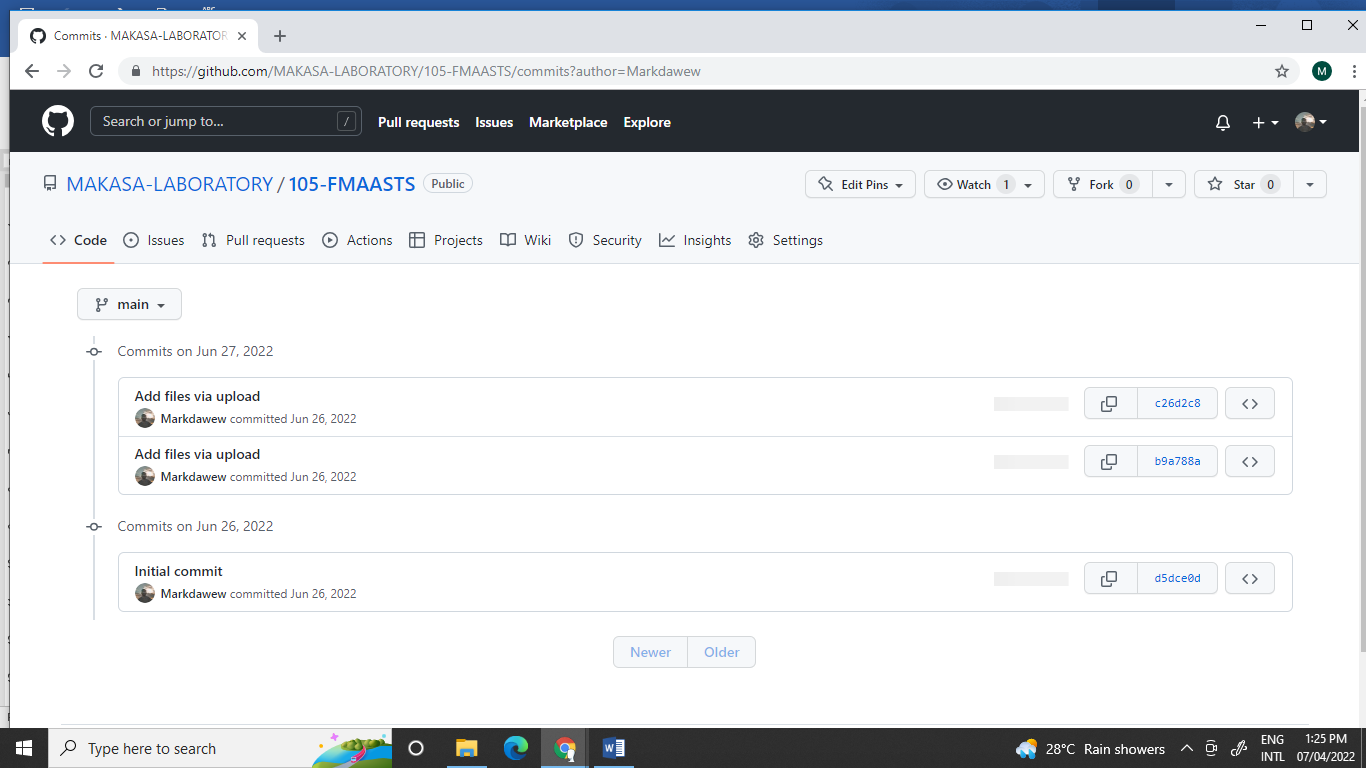 Commits · MAKASA-LABORATOR
https://github.com/MAKASA-LABORATORY/105-FMAASTS/commits?author=Markdawew
M
Search or jump to... /
Pull requests Issues Marketplace Explore
MAKASA-LABORATORY / 105-FMAASTS Public
Edit Pins Watch 1 Fork 0 Star 0
Code Issues Pull requests Actions Projects Wiki Security Insights Settings
main
Commits on Jun 27, 2022
Add files via upload
Markdawew committed Jun 26, 2022
c26d2c8
Add files via upload
Markdawew committed Jun 26, 2022
b9a788a
Commits on Jun 26, 2022
Initial commit
Markdawew committed Jun 26, 2022
d5dce0d
Newer Older
Type here to search
28°C Rain showers
ENG
INTL
1:25 PM
07/04/2022